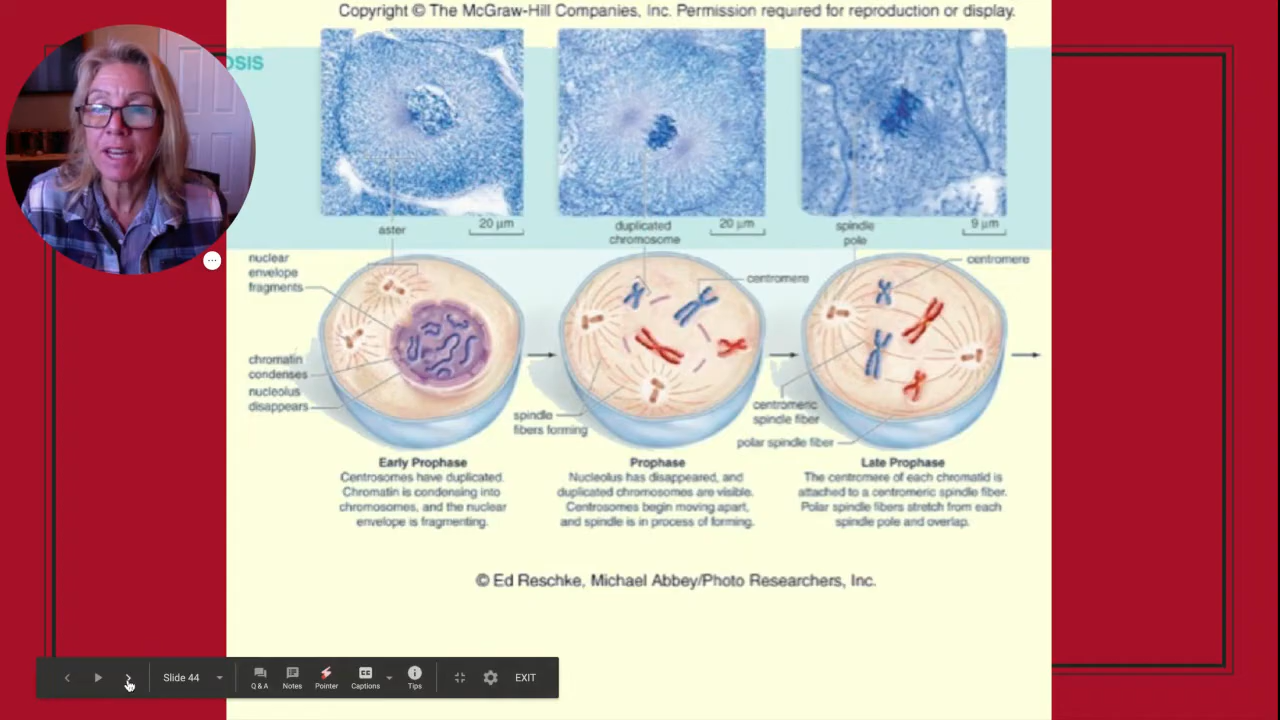 Copyright © The McGraw-Hill Companies, Inc. Permission required for reproduction or display.
OSIS
20 μm
20 μm
9 μm
aster
duplicated
chromosome
spindle
pole
nuclear
envelope
fragments
centromere
centromere
chromatin
condenses
nucleolus
disappears
spindle
fibers forming
centromeric
spindle fiber
polar spindle fiber
Early Prophase
Centrosomes have duplicated.
Chromatin is condensing into
chromosomes, and the nuclear
envelope is fragmenting.
Prophase
Nucleolus has disappeared, and
duplicated chromosomes are visible.
Centrosomes begin moving apart,
and spindle is in process of forming.
Late Prophase
The centromere of each chromatid is
attached to a centromeric spindle fiber.
Polar spindle fibers stretch from each
spindle pole and overlap.
© Ed Reschke, Michael Abbey/Photo Researchers, Inc.
Slide 44
Q & A
Notes
Pointer
Captions
Tips
EXIT